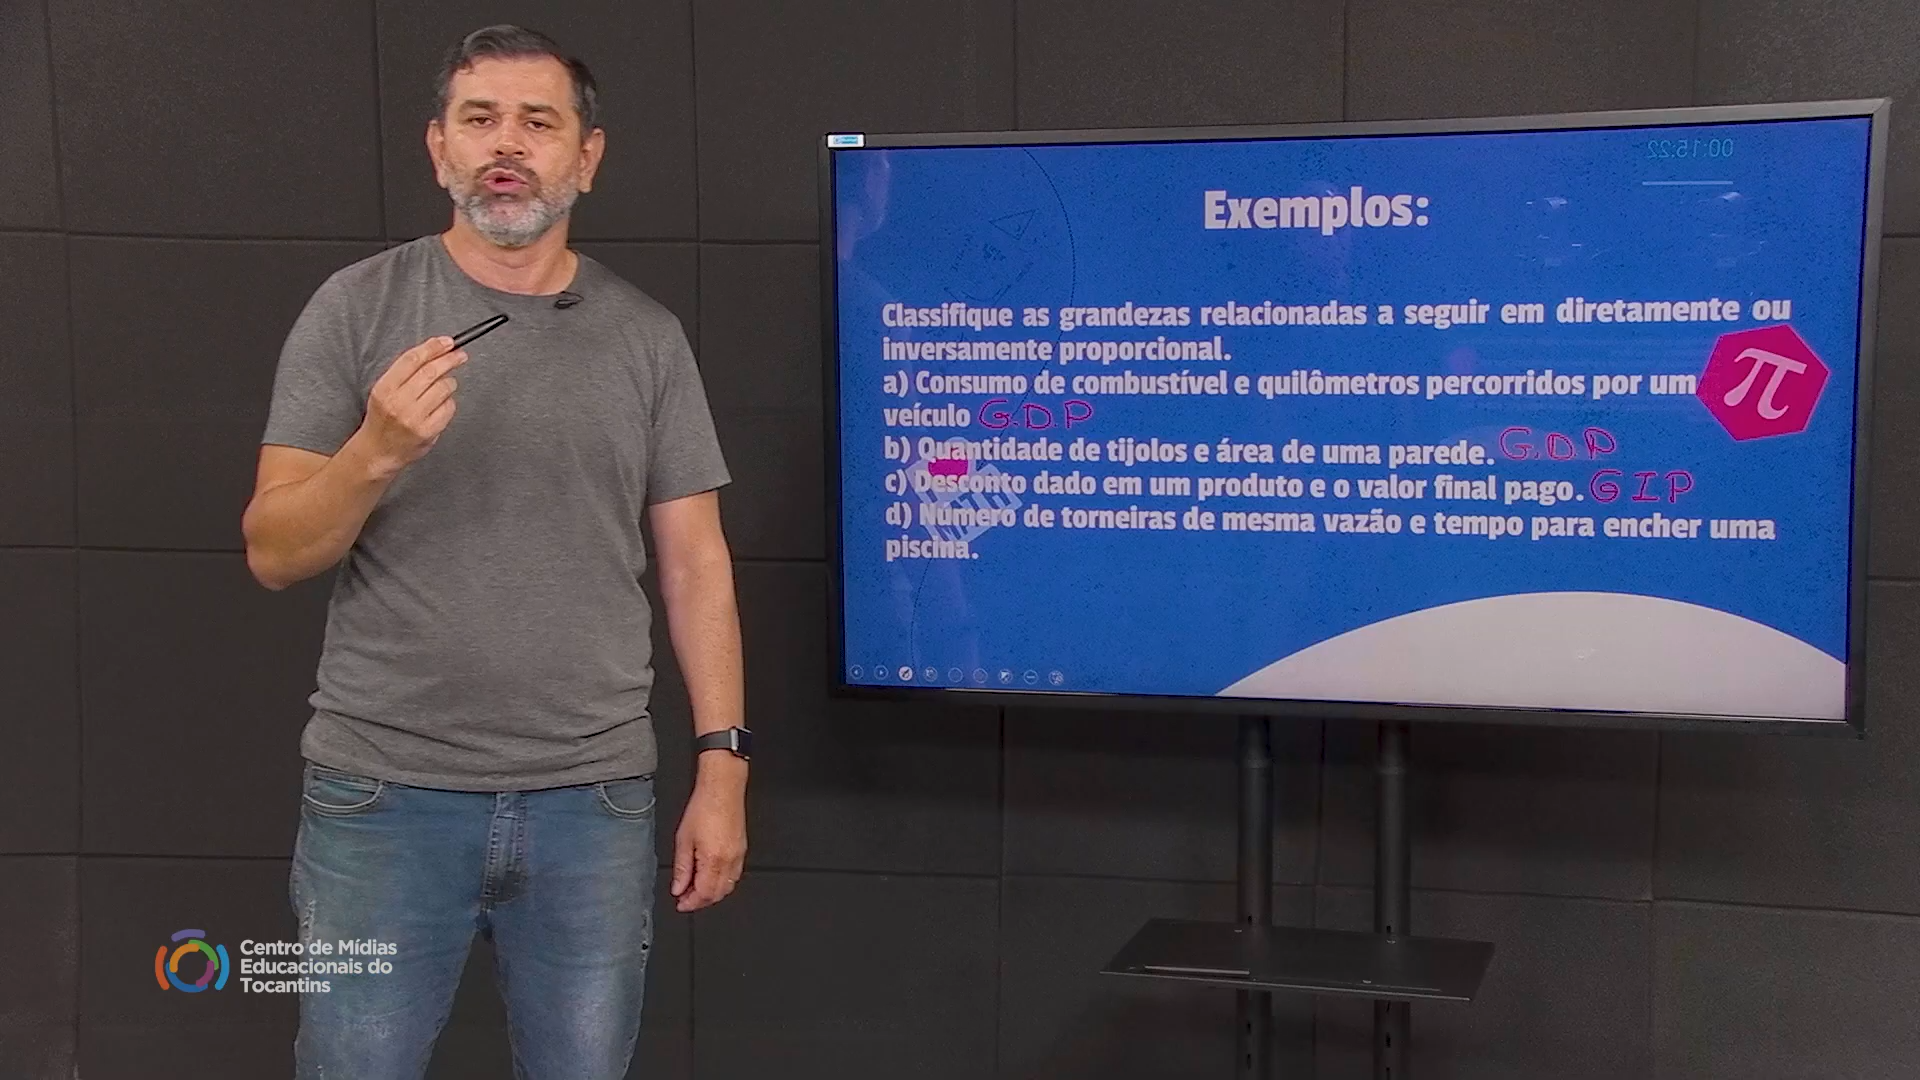 00:15:22
Exemplos:
Classifique as grandezas relacionadas a seguir em diretamente ou
inversamente proporcional.
a) Consumo de combustível e quilômetros percorridos por um
veículo G.D.P
b) Quantidade de tijolos e área de uma parede. G.D.P
c) Desconto dado em um produto e o valor final pago. G I P
d) Número de torneiras de mesma vazão e tempo para encher uma
piscina.
π
Centro de Mídias
Educacionais do
Tocantins